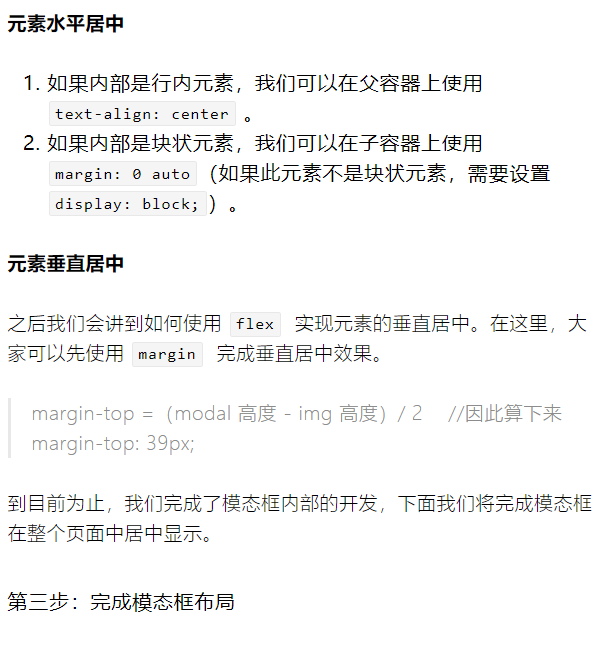 元素水平居中
1. 如果内部是行内元素，我们可以在父容器上使用
text-align: center 。
2. 如果内部是块状元素，我们可以在子容器上使用
margin: 0 auto （如果此元素不是块状元素，需要设置
display: block; ）。
元素垂直居中
之后我们会讲到如何使用 flex 实现元素的垂直居中。在这里，大
家可以先使用 margin 完成垂直居中效果。
margin-top =（modal 高度 - img 高度）/ 2 //因此算下来
margin-top: 39px;
到目前为止，我们完成了模态框内部的开发，下面我们将完成模态框
在整个页面中居中显示。
第三步：完成模态框布局